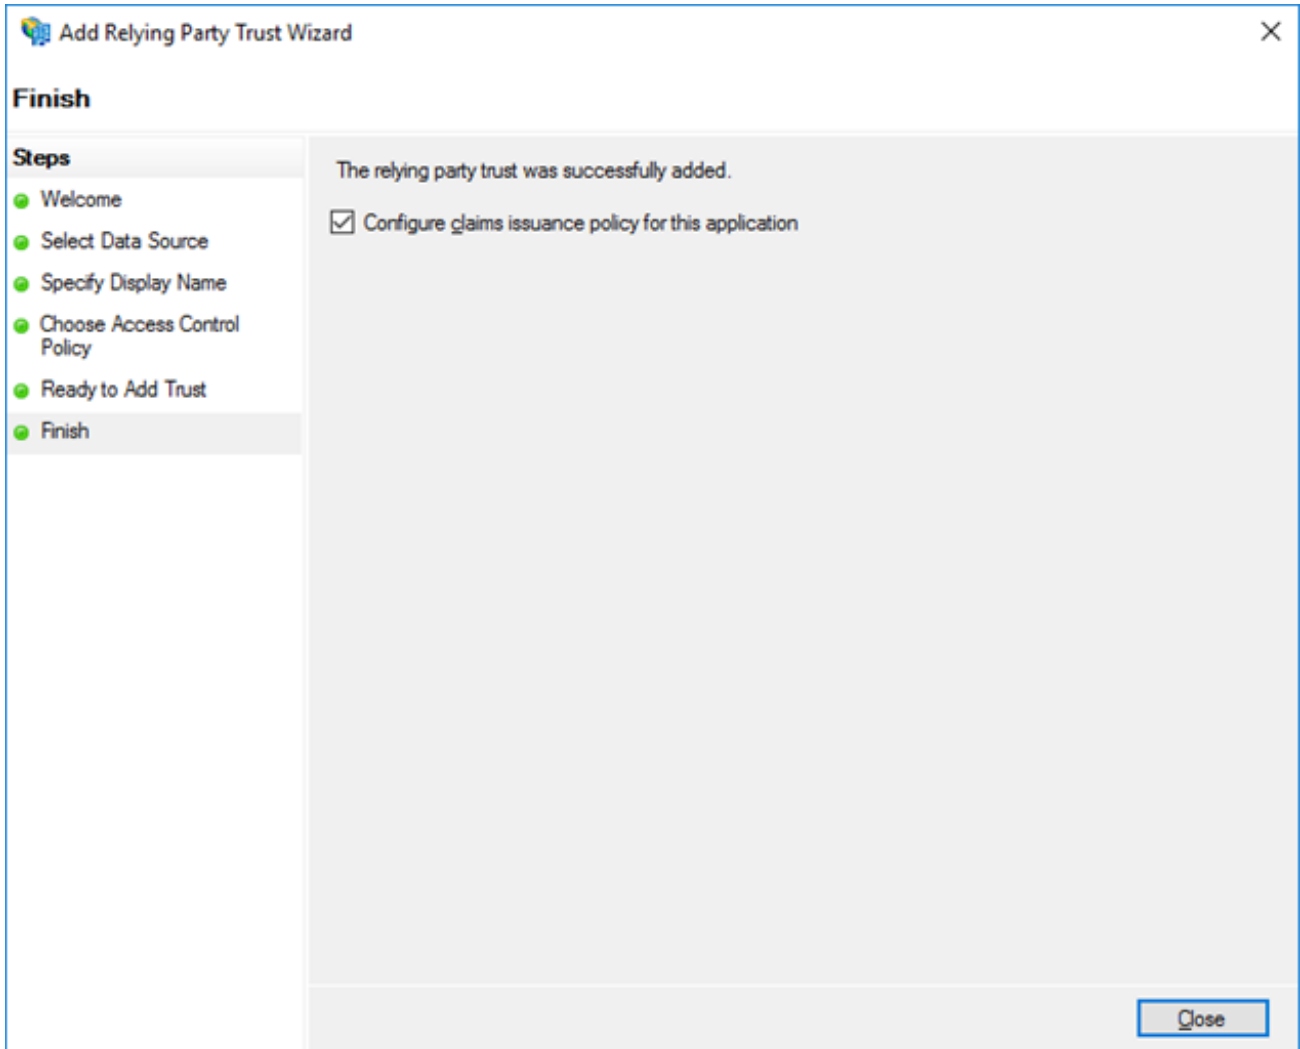 Add Relying Party Trust Wizard
Finish
Steps
Welcome
Select Data Source
Specify Display Name
Choose Access Control
Policy
Ready to Add Trust
Finish
The relying party trust was successfully added.
Configure claims issuance policy for this application
Close